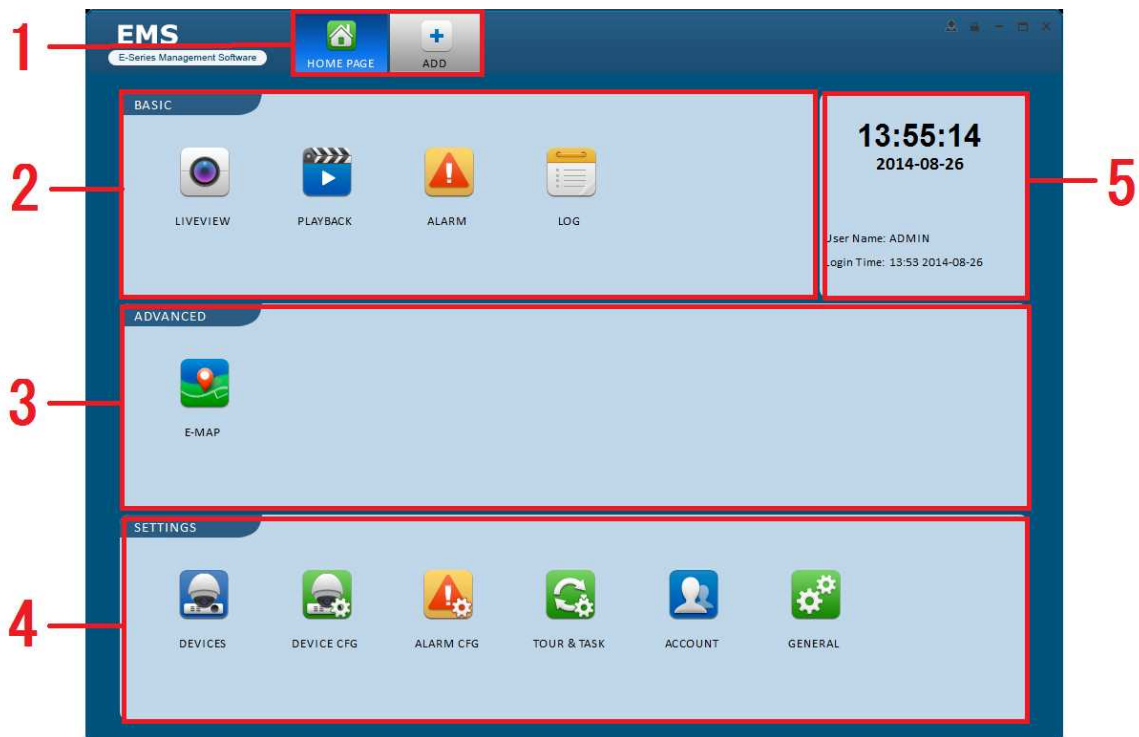 1
EMS
E-Series Management Software
HOME PAGE
ADD
2
BASIC
LIVEVIEW
PLAYBACK
ALARM
LOG
13:55:14
2014-08-26
User Name: ADMIN
Login Time: 13:53 2014-08-26
5
3
ADVANCED
E-MAP
4
SETTINGS
DEVICES
DEVICE CFG
ALARM CFG
TOUR & TASK
ACCOUNT
GENERAL